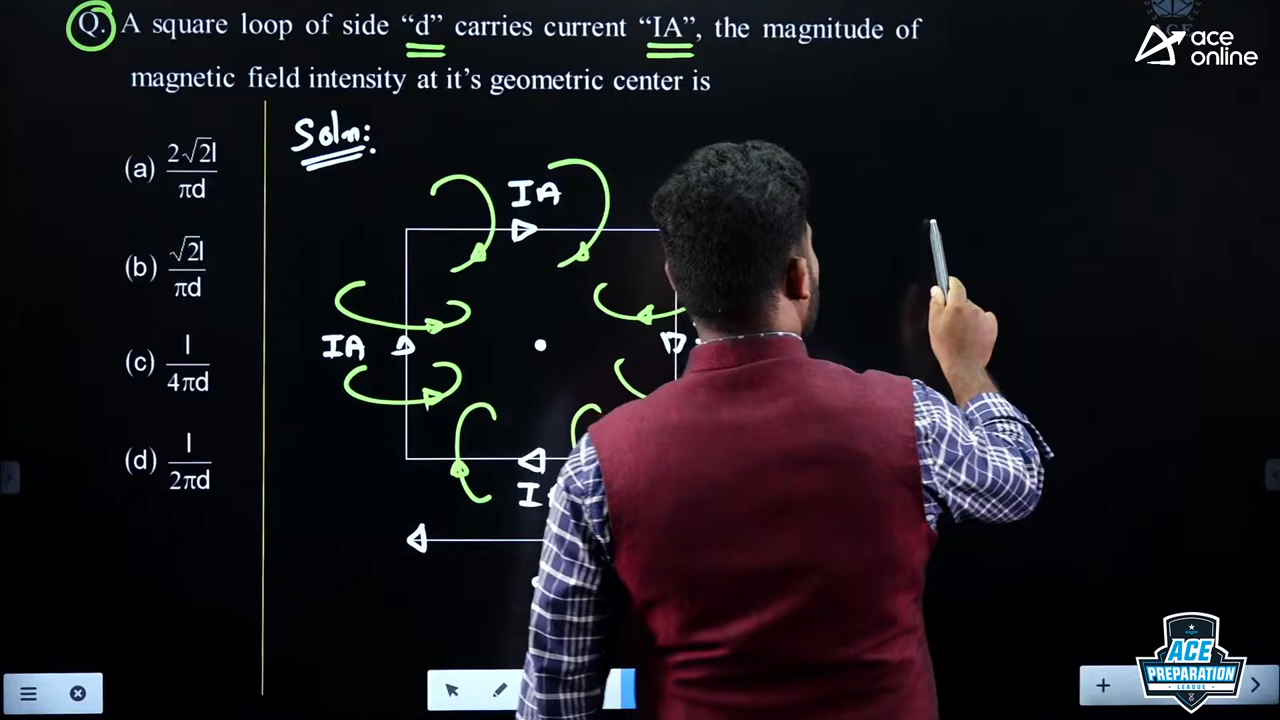 Q. A square loop of side “d” carries current “IA”, the magnitude of
magnetic field intensity at it’s geometric center is
ace
online
Soln:
(a) 2√2I
πd
(b) √2I
πd
(c) I
4πd
(d) I
2πd
IA
IA
ACE
PREPARATION
LEAGUE